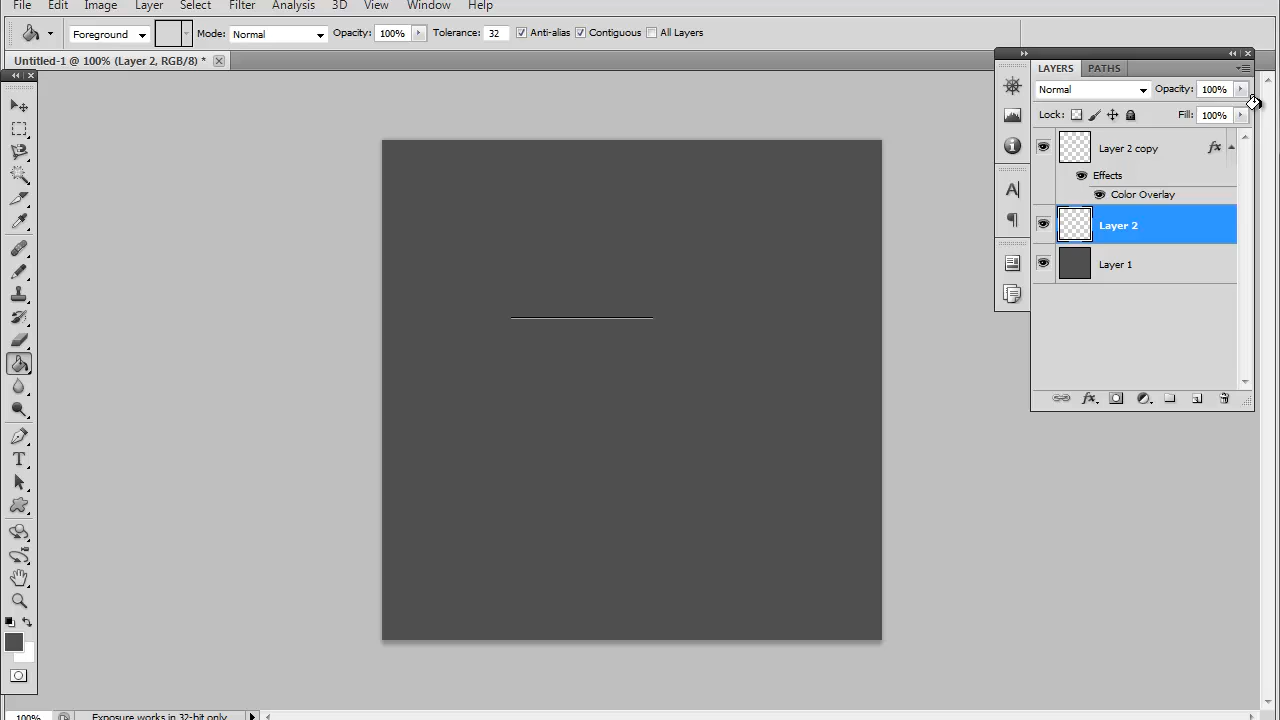 File Edit Image Layer Select Filter Analysis 3D View Window Help
Foreground Mode: Normal Opacity: 100% Tolerance: 32 Anti-alias Contiguous All Layers
Untitled-1 @ 100% (Layer 2, RGB/8) *
LAYERS PATHS
Normal Opacity: 100%
Lock: Fill: 100%
Layer 2 copy fx
Effects
Color Overlay
Layer 2
Layer 1
fx
A
T
100% Exposure works in 32-bit only